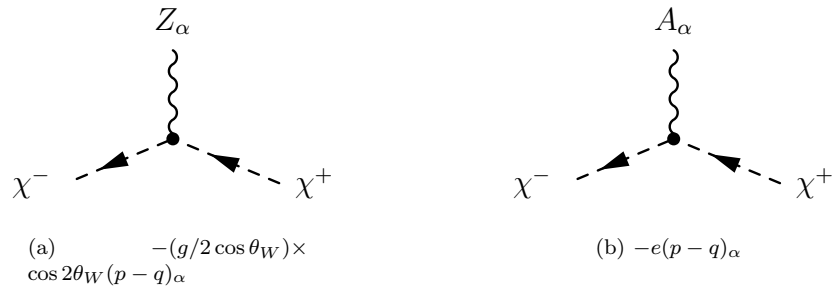 Z_α
A_α
χ⁻ χ⁺
χ⁻ χ⁺
(a) −(g/2 cos θ_W)×
cos 2θ_W(p − q)_α
(b) −e(p − q)_α